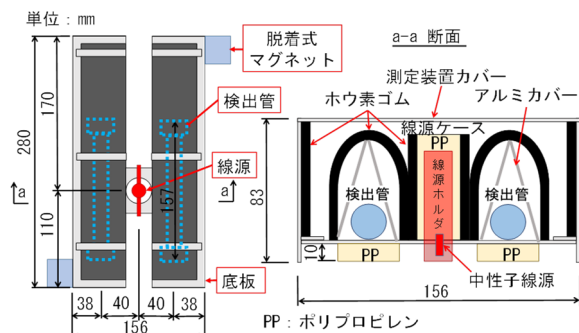 単位：mm
脱着式
マグネット
検出管
線源
底板
280
170
110
157
a
a
38
40
40
38
156
a-a 断面
測定装置カバー
ホウ素ゴム
アルミカバー
線源ケース
PP
線源ホルダ
検出管
検出管
83
10
PP
PP
中性子線源
156
PP：ポリプロピレン